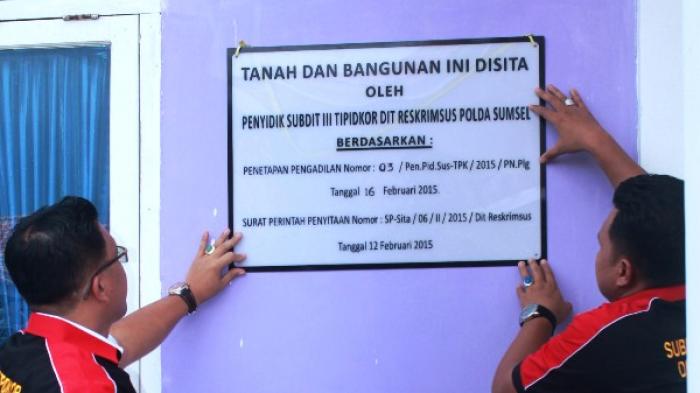 TANAH DAN BANGUNAN INI DISITA
OLEH
PENYIDIK SUBDIT III TIPIDKOR DIT RESKRIMSUS POLDA SUMSEL
BERDASARKAN :
PENETAPAN PENGADILAN Nomor : 03 / Pen.Pid.Sus-TPK / 2015 / PN.Plg
Tanggal 16 Februari 2015.
SURAT PERINTAH PENYITAAN Nomor : SP-Sita / 06 / II / 2015 / Dit Reskrimsus
Tanggal 12 Februari 2015
SUB